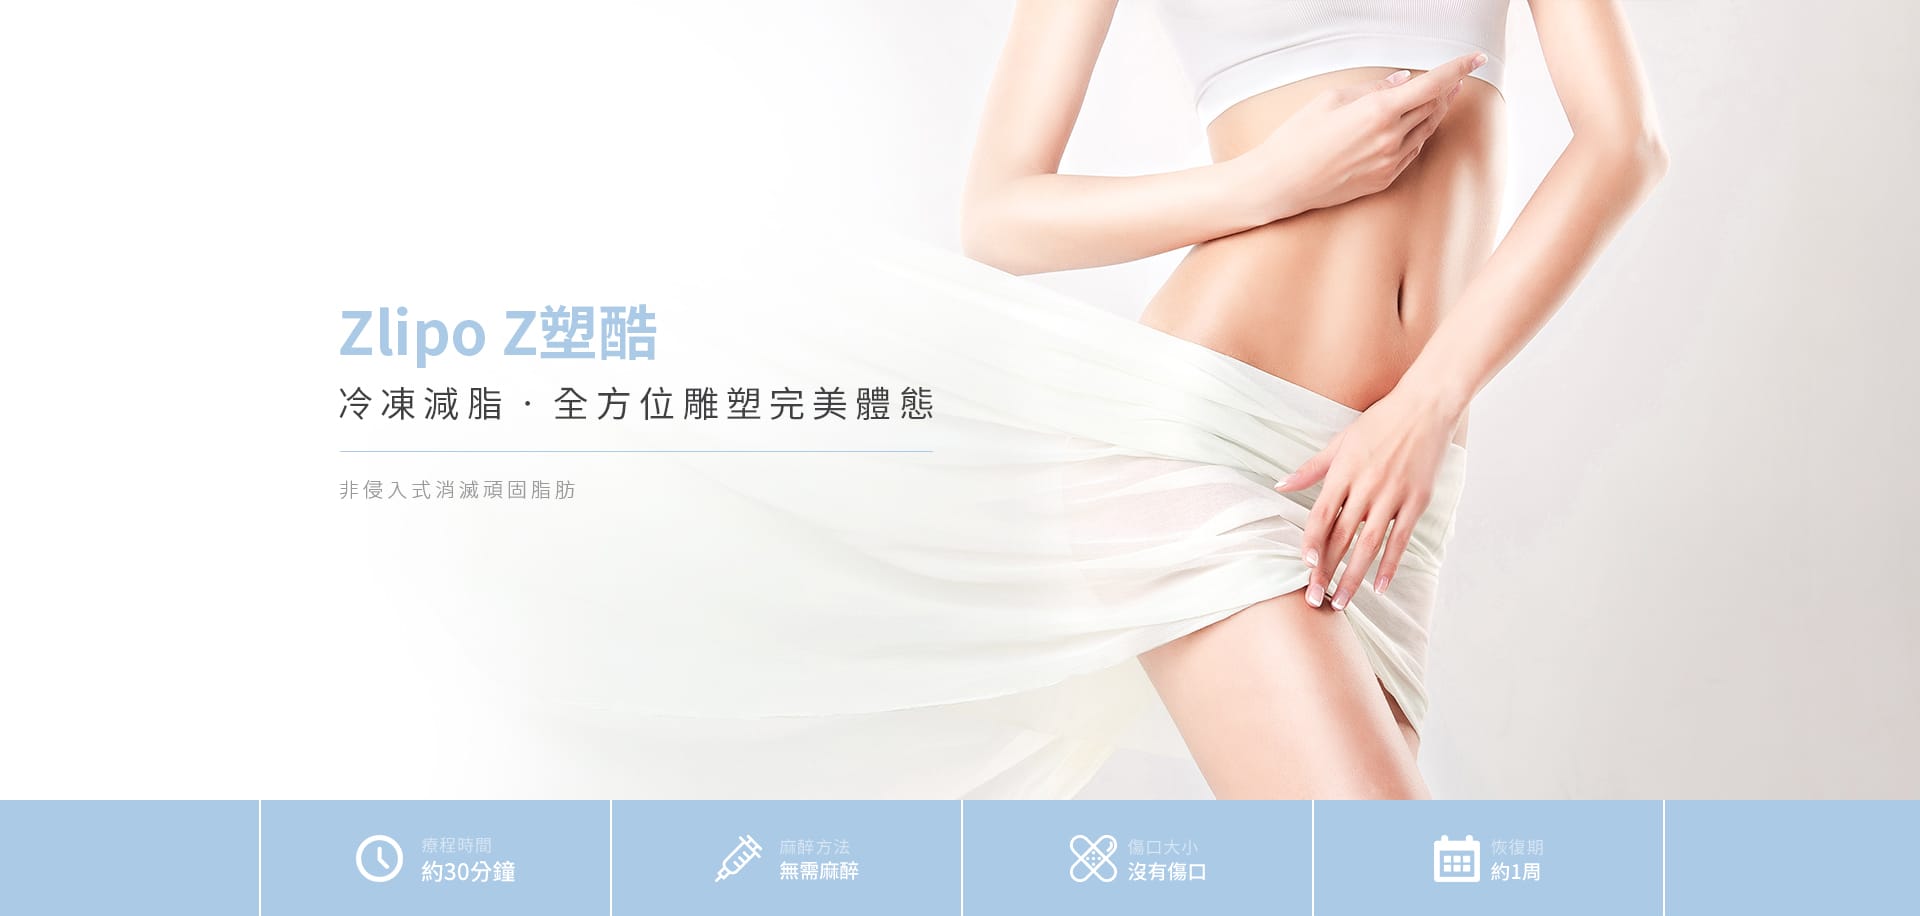 Zlipo Z塑酷
冷凍減脂．全方位雕塑完美體態
非侵入式消滅頑固脂肪
療程時間
約30分鐘
麻醉方法
無需麻醉
傷口大小
沒有傷口
恢復期
約1周